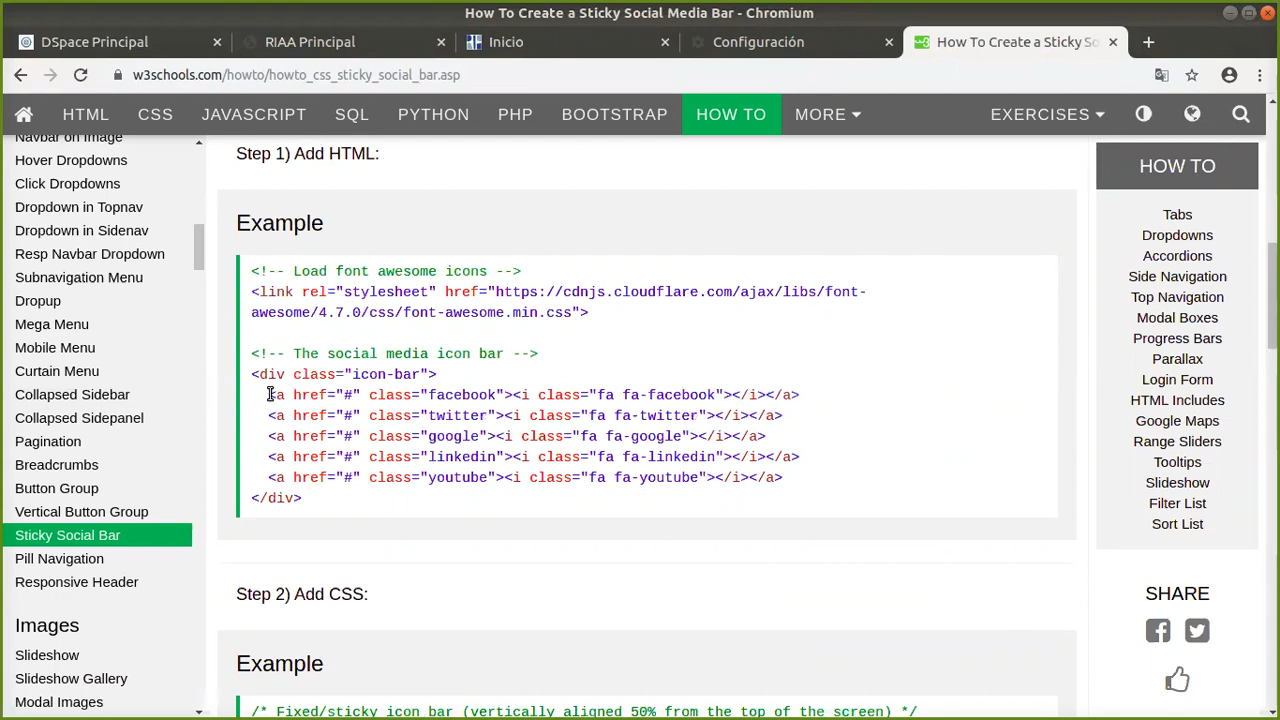 How To Create a Sticky Social Media Bar - Chromium
DSpace Principal
RIAA Principal
Inicio
Configuración
How To Create a Sticky So
w3schools.com/howto/howto_css_sticky_social_bar.asp
HTML CSS JAVASCRIPT SQL PYTHON PHP BOOTSTRAP HOW TO MORE EXERCISES
Navbar on Image
Hover Dropdowns
Click Dropdowns
Dropdown in Topnav
Dropdown in Sidenav
Resp Navbar Dropdown
Subnavigation Menu
Dropup
Mega Menu
Mobile Menu
Curtain Menu
Collapsed Sidebar
Collapsed Sidepanel
Pagination
Breadcrumbs
Button Group
Vertical Button Group
Sticky Social Bar
Pill Navigation
Responsive Header
Images
Slideshow
Slideshow Gallery
Modal Images
Step 1) Add HTML:
Example
<!-- Load font awesome icons -->
<link rel="stylesheet" href="https://cdnjs.cloudflare.com/ajax/libs/font-
awesome/4.7.0/css/font-awesome.min.css">
<!-- The social media icon bar -->
<div class="icon-bar">
<a href="#" class="facebook"><i class="fa fa-facebook"></i></a>
<a href="#" class="twitter"><i class="fa fa-twitter"></i></a>
<a href="#" class="google"><i class="fa fa-google"></i></a>
<a href="#" class="linkedin"><i class="fa fa-linkedin"></i></a>
<a href="#" class="youtube"><i class="fa fa-youtube"></i></a>
</div>
Step 2) Add CSS:
Example
/* Fixed/sticky icon bar (vertically aligned 50% from the top of the screen) */
HOW TO
Tabs
Dropdowns
Accordions
Side Navigation
Top Navigation
Modal Boxes
Progress Bars
Parallax
Login Form
HTML Includes
Google Maps
Range Sliders
Tooltips
Slideshow
Filter List
Sort List
SHARE